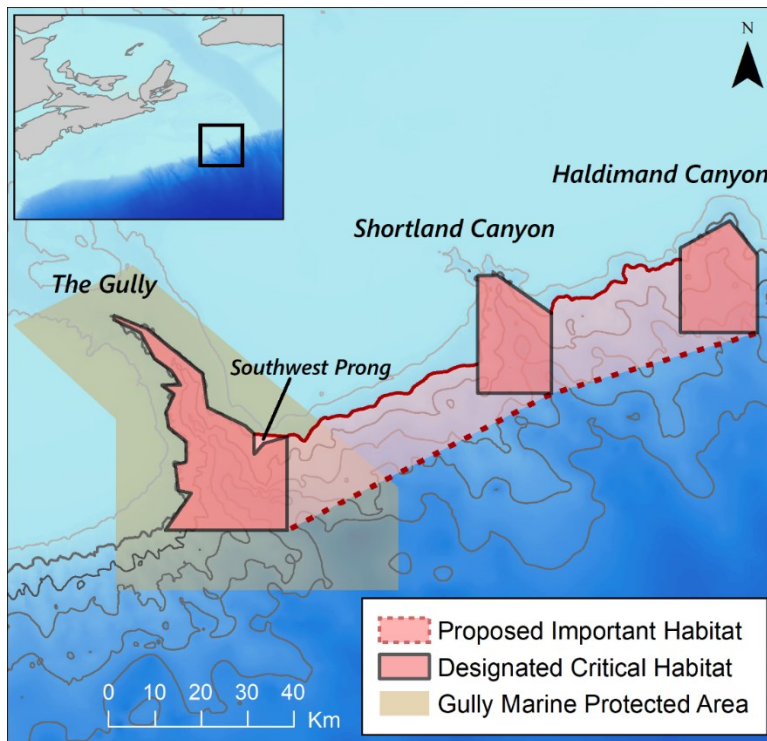 N
Haldimand Canyon
Shortland Canyon
The Gully
Southwest Prong
Proposed Important Habitat
Designated Critical Habitat
Gully Marine Protected Area
0 10 20 40
Km